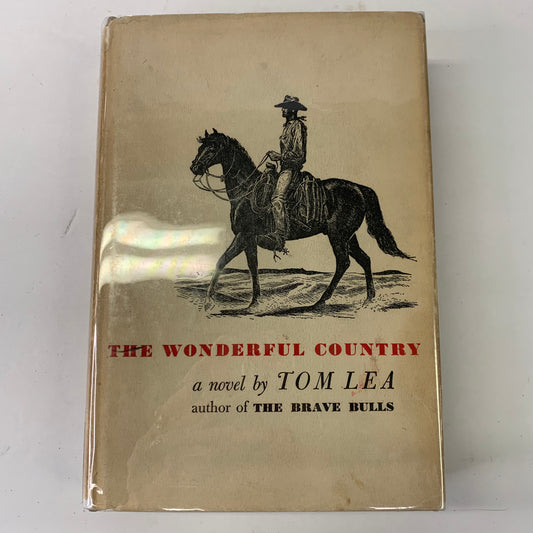 THE WONDERFUL COUNTRY
a novel by TOM LEA
author of THE BRAVE BULLS